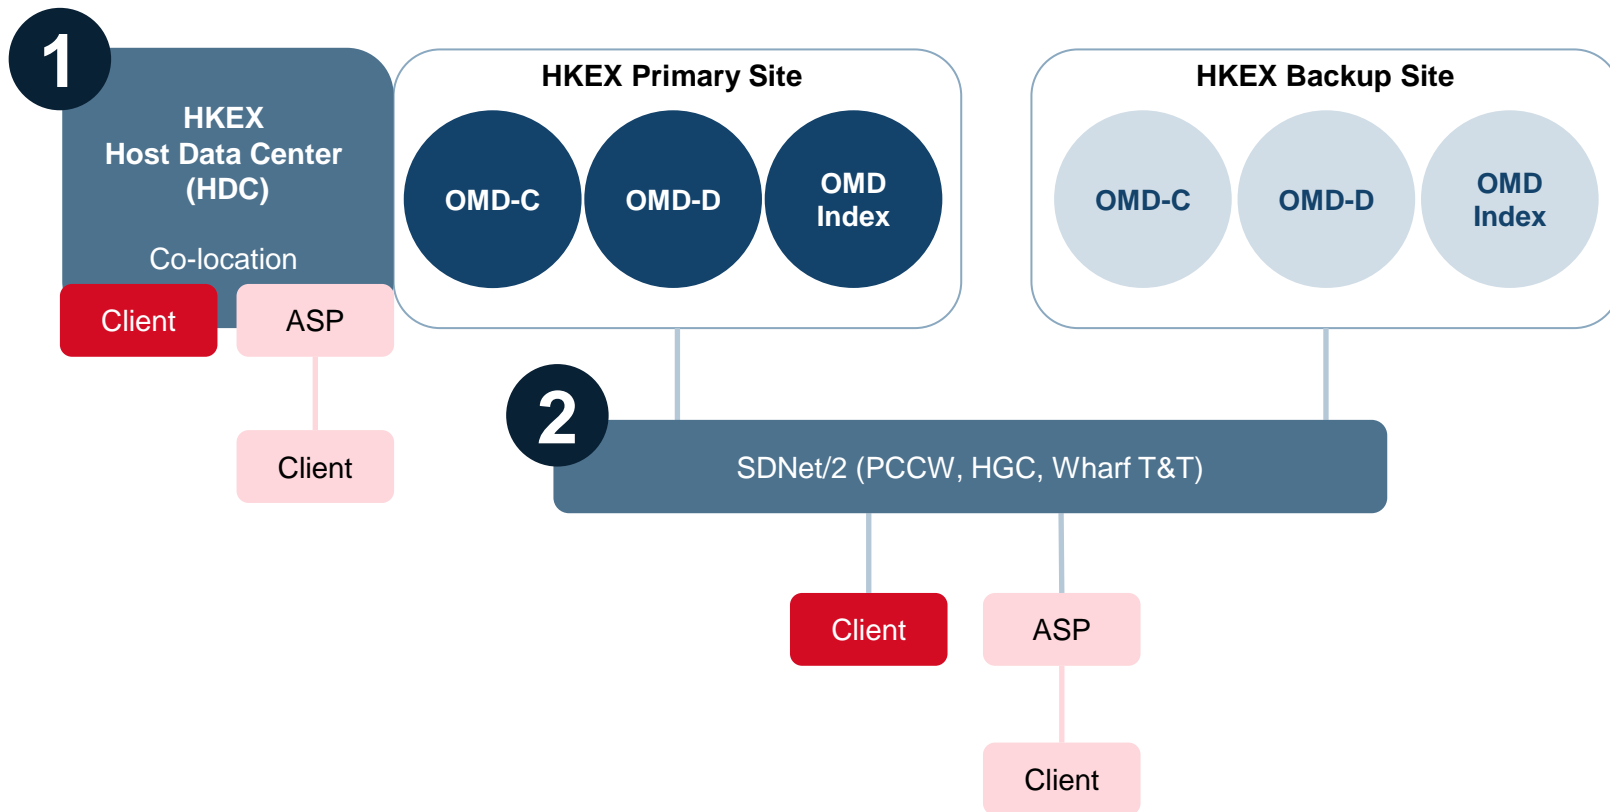 1
HKEX
Host Data Center
(HDC)
Co-location
Client
ASP
Client
HKEX Primary Site
OMD-C
OMD-D
OMD
Index
HKEX Backup Site
OMD-C
OMD-D
OMD
Index
2
SDNet/2 (PCCW, HGC, Wharf T&T)
Client
ASP
Client